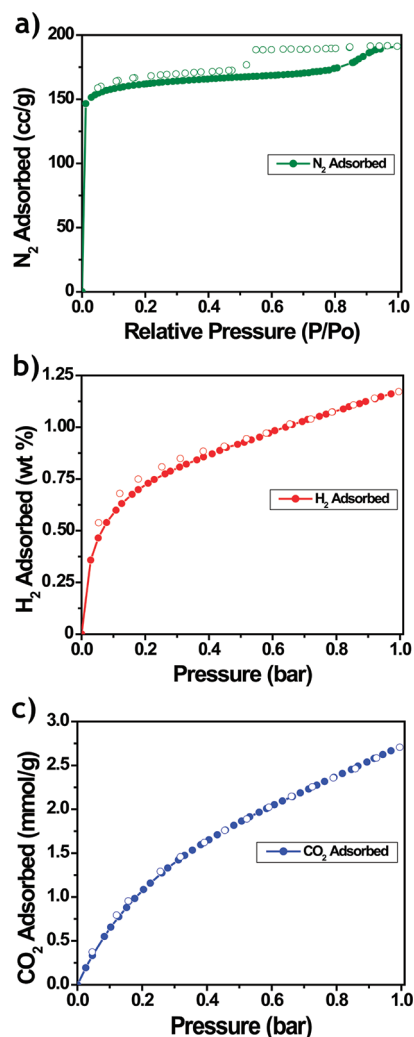 a)
200
150
100
50
0
N₂ Adsorbed (cc/g)
N₂ Adsorbed
0.0 0.2 0.4 0.6 0.8 1.0
Relative Pressure (P/Po)
b)
1.25
1.00
0.75
0.50
0.25
0
H₂ Adsorbed (wt %)
H₂ Adsorbed
0.0 0.2 0.4 0.6 0.8 1.0
Pressure (bar)
c)
3.0
2.5
2.0
1.5
1.0
0.5
0.0
CO₂ Adsorbed (mmol/g)
CO₂ Adsorbed
0.0 0.2 0.4 0.6 0.8 1.0
Pressure (bar)